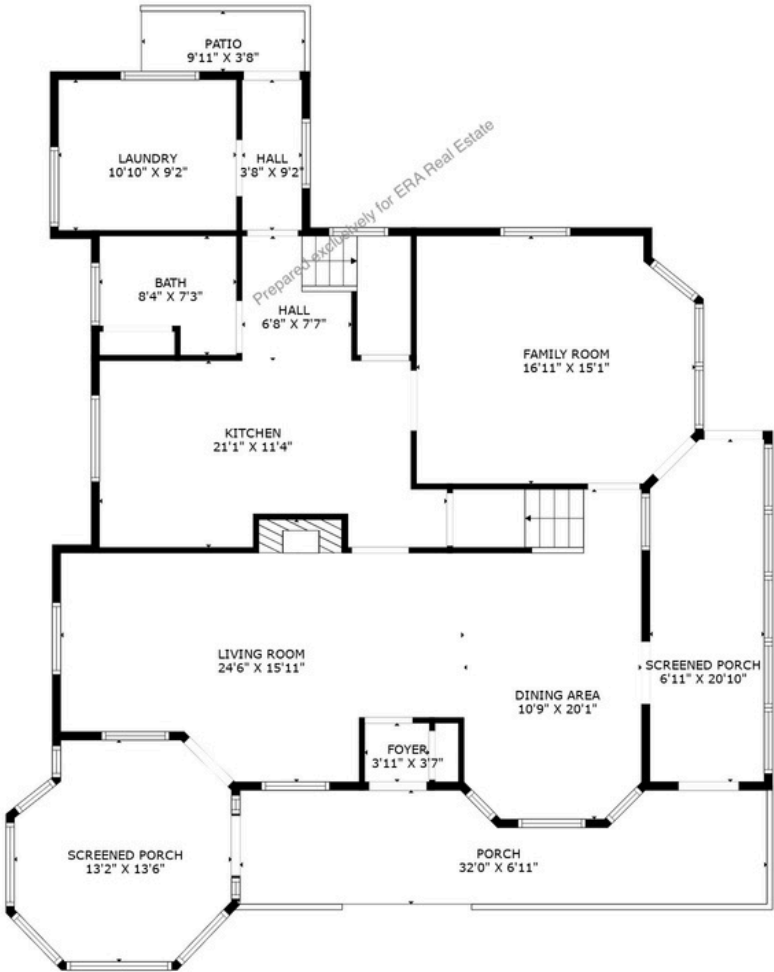 PATIO
9'11" X 3'8"
LAUNDRY
10'10" X 9'2"
HALL
3'8" X 9'2"
Prepared exclusively for ERA Real Estate
BATH
8'4" X 7'3"
HALL
6'8" X 7'7"
FAMILY ROOM
16'11" X 15'1"
KITCHEN
21'1" X 11'4"
LIVING ROOM
24'6" X 15'11"
SCREENED PORCH
6'11" X 20'10"
DINING AREA
10'9" X 20'1"
FOYER
3'11" X 3'7"
SCREENED PORCH
13'2" X 13'6"
PORCH
32'0" X 6'11"